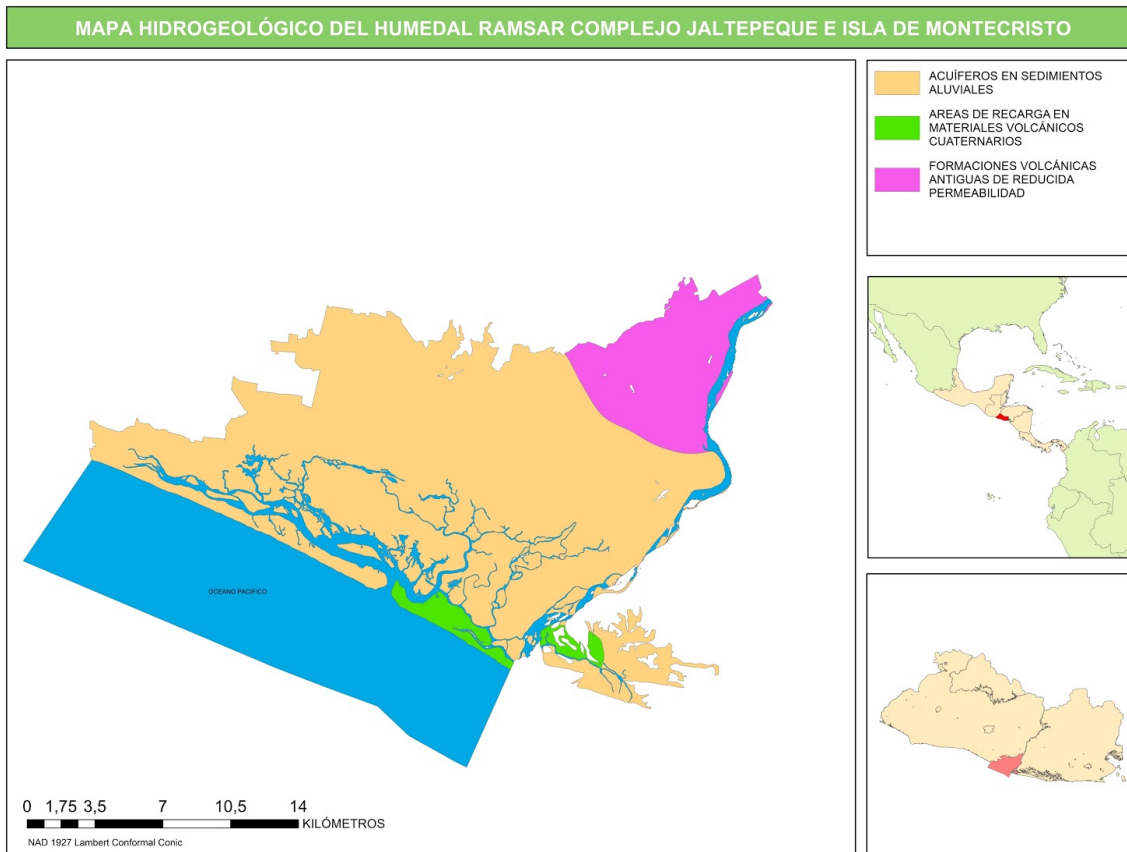 MAPA HIDROGEOLÓGICO DEL HUMEDAL RAMSAR COMPLEJO JALTEPEQUE E ISLA DE MONTECRISTO
ACUÍFEROS EN SEDIMENTOS
ALUVIALES
AREAS DE RECARGA EN
MATERIALES VOLCÁNICOS
CUATERNARIOS
FORMACIONES VOLCÁNICAS
ANTIGUAS DE REDUCIDA
PERMEABILIDAD
OCEANO PACIFICO
0 1,75 3,5 7 10,5 14
KILÓMETROS
NAD 1927 Lambert Conformal Conic